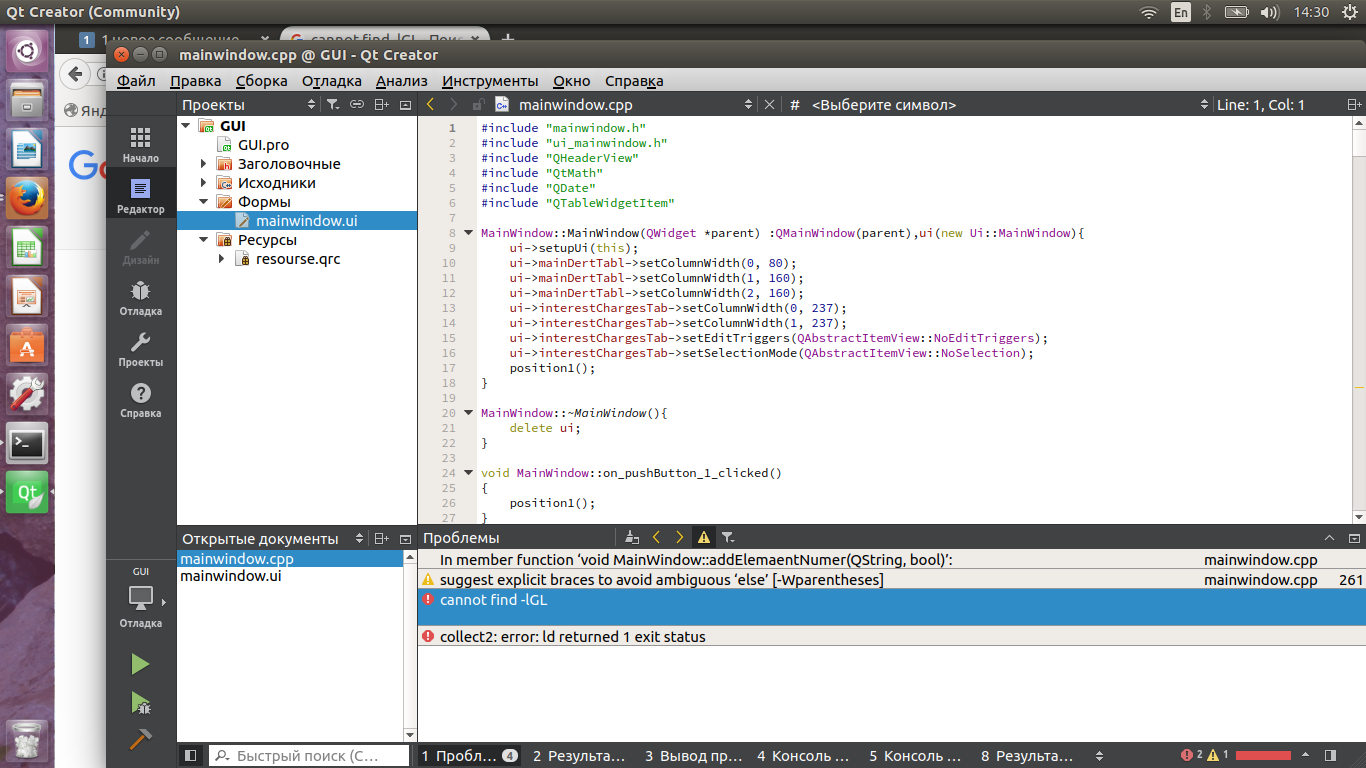 Qt Creator (Community)
En
14:30
1
1 новое сообщение
cannot find -lGL - Поис
mainwindow.cpp @ GUI - Qt Creator
Файл Правка Сборка Отладка Анализ Инструменты Окно Справка
Проекты
mainwindow.cpp
# <Выберите символ>
Line: 1, Col: 1
Янд
Go
Начало
Редактор
Дизайн
Отладка
Проекты
Справка
GUI
GUI.pro
Заголовочные
Исходники
Формы
mainwindow.ui
Ресурсы
resourse.qrc
1 #include "mainwindow.h"
2 #include "ui_mainwindow.h"
3 #include "QHeaderView"
4 #include "QtMath"
5 #include "QDate"
6 #include "QTableWidgetItem"
7
8 MainWindow::MainWindow(QWidget *parent) :QMainWindow(parent),ui(new Ui::MainWindow){
9 ui->setupUi(this);
10 ui->mainDertTabl->setColumnWidth(0, 80);
11 ui->mainDertTabl->setColumnWidth(1, 160);
12 ui->mainDertTabl->setColumnWidth(2, 160);
13 ui->interestChargesTab->setColumnWidth(0, 237);
14 ui->interestChargesTab->setColumnWidth(1, 237);
15 ui->interestChargesTab->setEditTriggers(QAbstractItemView::NoEditTriggers);
16 ui->interestChargesTab->setSelectionMode(QAbstractItemView::NoSelection);
17 position1();
18 }
19
20 MainWindow::~MainWindow(){
21 delete ui;
22 }
23
24 void MainWindow::on_pushButton_1_clicked()
25 {
26 position1();
27 }
Qt
Открытые документы
mainwindow.cpp
mainwindow.ui
GUI
Отладка
Проблемы
In member function ‘void MainWindow::addElemaentNumer(QString, bool)’: mainwindow.cpp
suggest explicit braces to avoid ambiguous ‘else’ [-Wparentheses] mainwindow.cpp 261
cannot find -lGL
collect2: error: ld returned 1 exit status
Быстрый поиск (C…
1 Пробл… 4
2 Результа…
3 Вывод пр…
4 Консоль …
5 Консоль …
8 Результа…
2
1